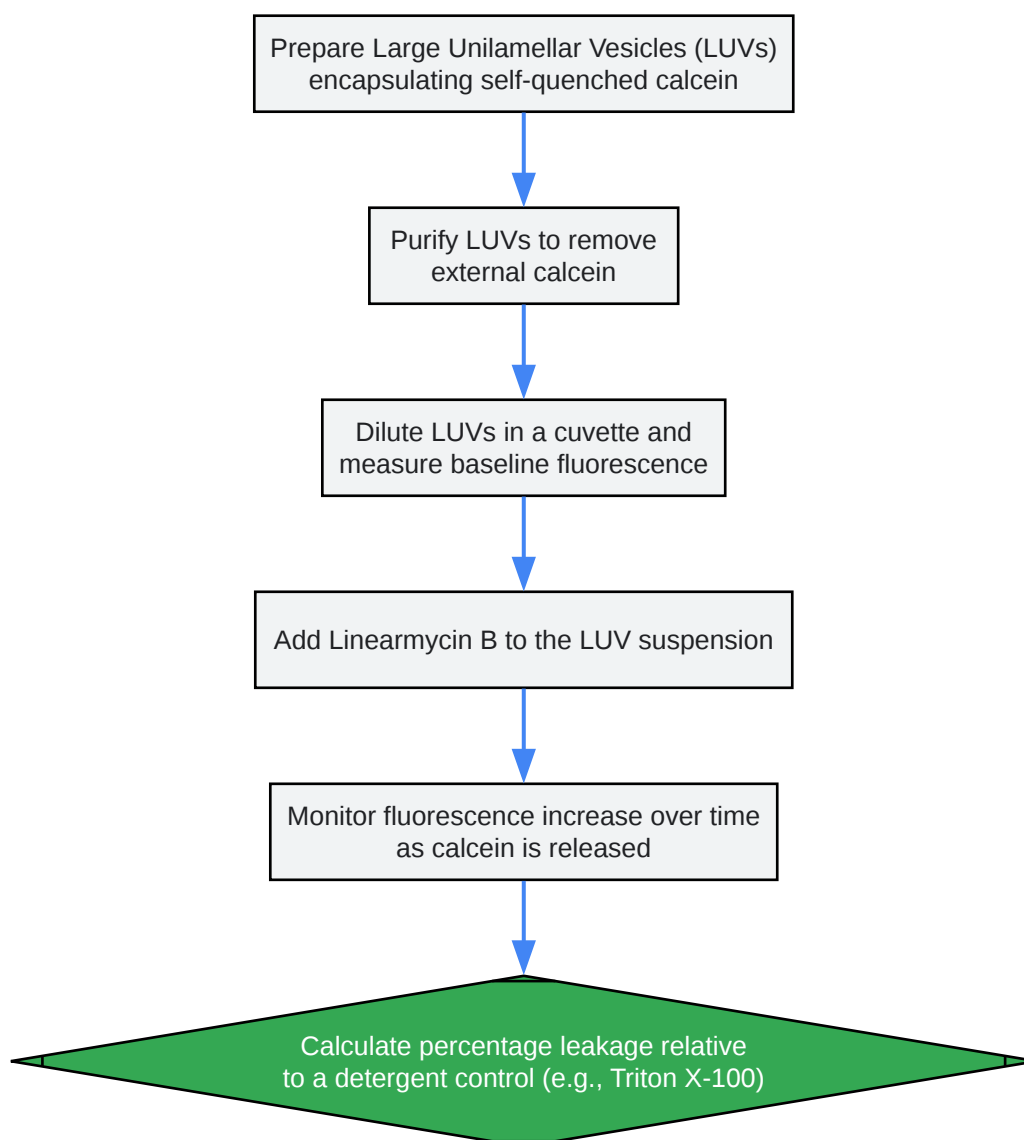 Prepare Large Unilamellar Vesicles (LUVs)
encapsulating self-quenched calcein
Purify LUVs to remove
external calcein
Dilute LUVs in a cuvette and
measure baseline fluorescence
Add Linearmycin B to the LUV suspension
Monitor fluorescence increase over time
as calcein is released
Calculate percentage leakage relative
to a detergent control (e.g., Triton X-100)